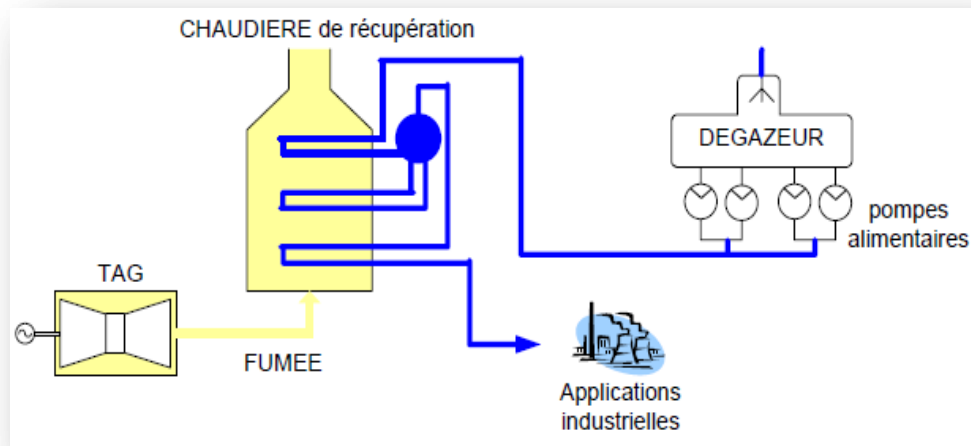 CHAUDIERE de récupération
DEGAZEUR
pompes
alimentaires
TAG
FUMEE
Applications
industrielles